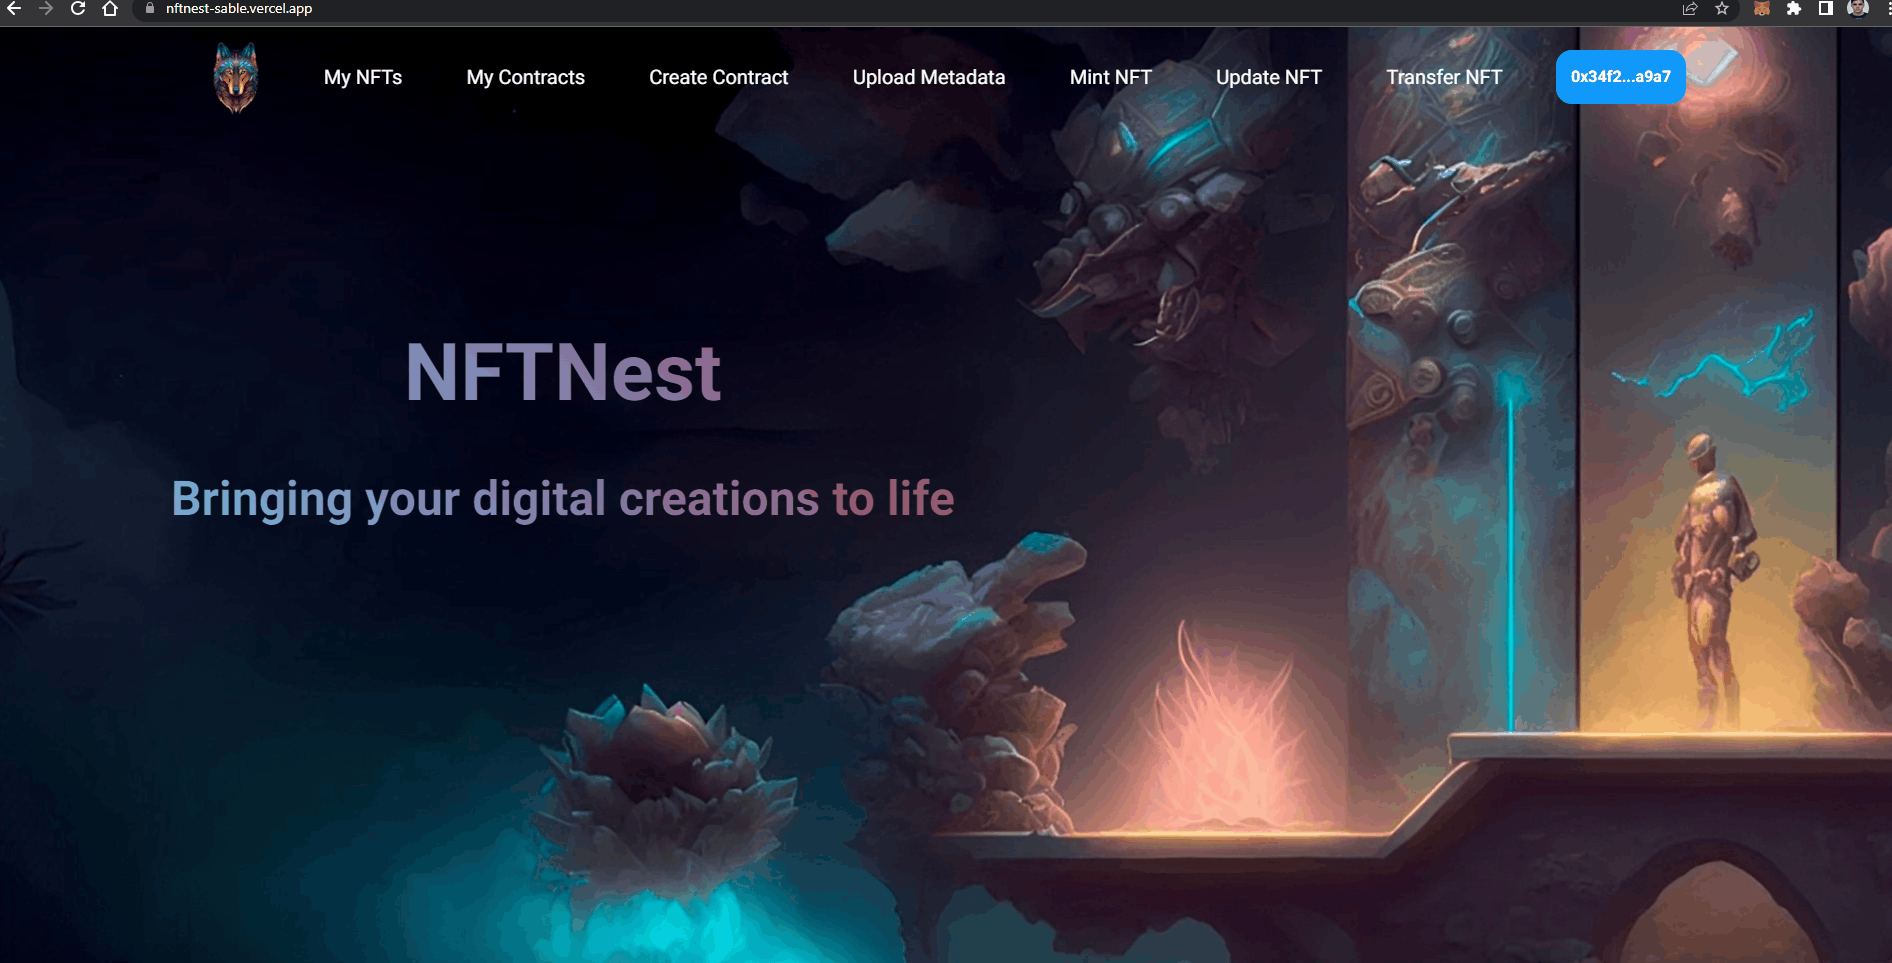 nftnest-sable.vercel.app
My NFTs My Contracts Create Contract Upload Metadata Mint NFT Update NFT Transfer NFT 0x34f2...a9a7
NFTNest
Bringing your digital creations to life